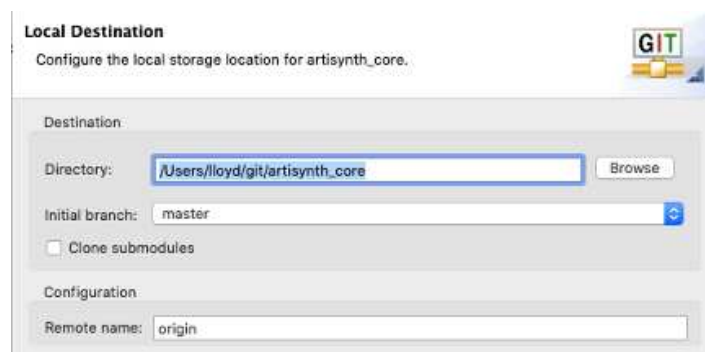 Local Destination
Configure the local storage location for artisynth_core.
GIT
Destination
Directory: /Users/lloyd/git/artisynth_core Browse
Initial branch: master
Clone submodules
Configuration
Remote name: origin